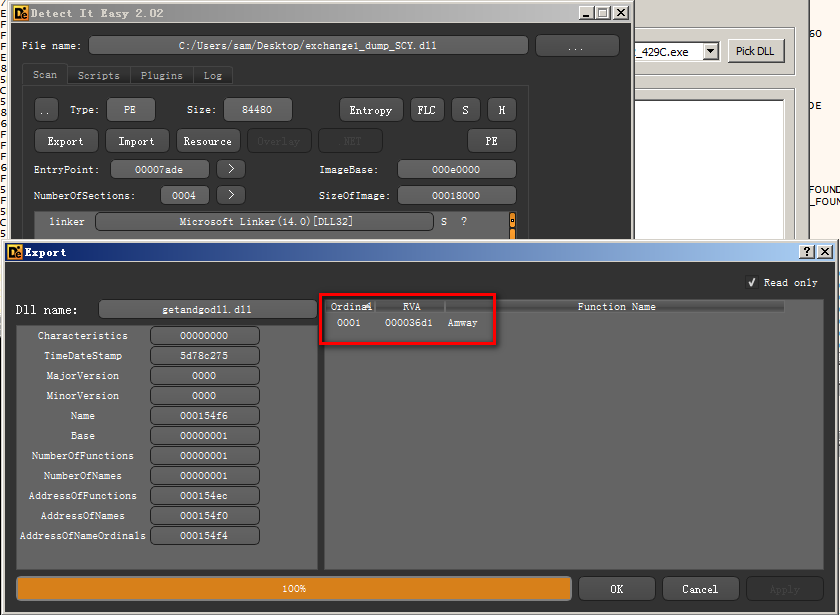 Detect It Easy 2.02
File name: C:/Users/sam/Desktop/exchange1_dump_SCY.dll ...
_429C.exe Pick DLL
Scan Scripts Plugins Log
.. Type: PE Size: 84480 Entropy FLC S H
Export Import Resource Overlay .NET PE
EntryPoint: 00007ade > ImageBase: 000e0000
NumberOfSections: 0004 > SizeOfImage: 00018000
linker Microsoft Linker(14.0)[DLL32] S ?
60
DE
FOUND
_FOUN
Export
Read only
Dll name: getandgodll.dll
Characteristics 00000000
TimeDateStamp 5d78c275
MajorVersion 0000
MinorVersion 0000
Name 000154f6
Base 00000001
NumberOfFunctions 00000001
NumberOfNames 00000001
AddressOfFunctions 000154ec
AddressOfNames 000154f0
AddressOfNameOrdinals 000154f4
Ordinal RVA Function Name
0001 000036d1 Amway
100%
OK Cancel Apply